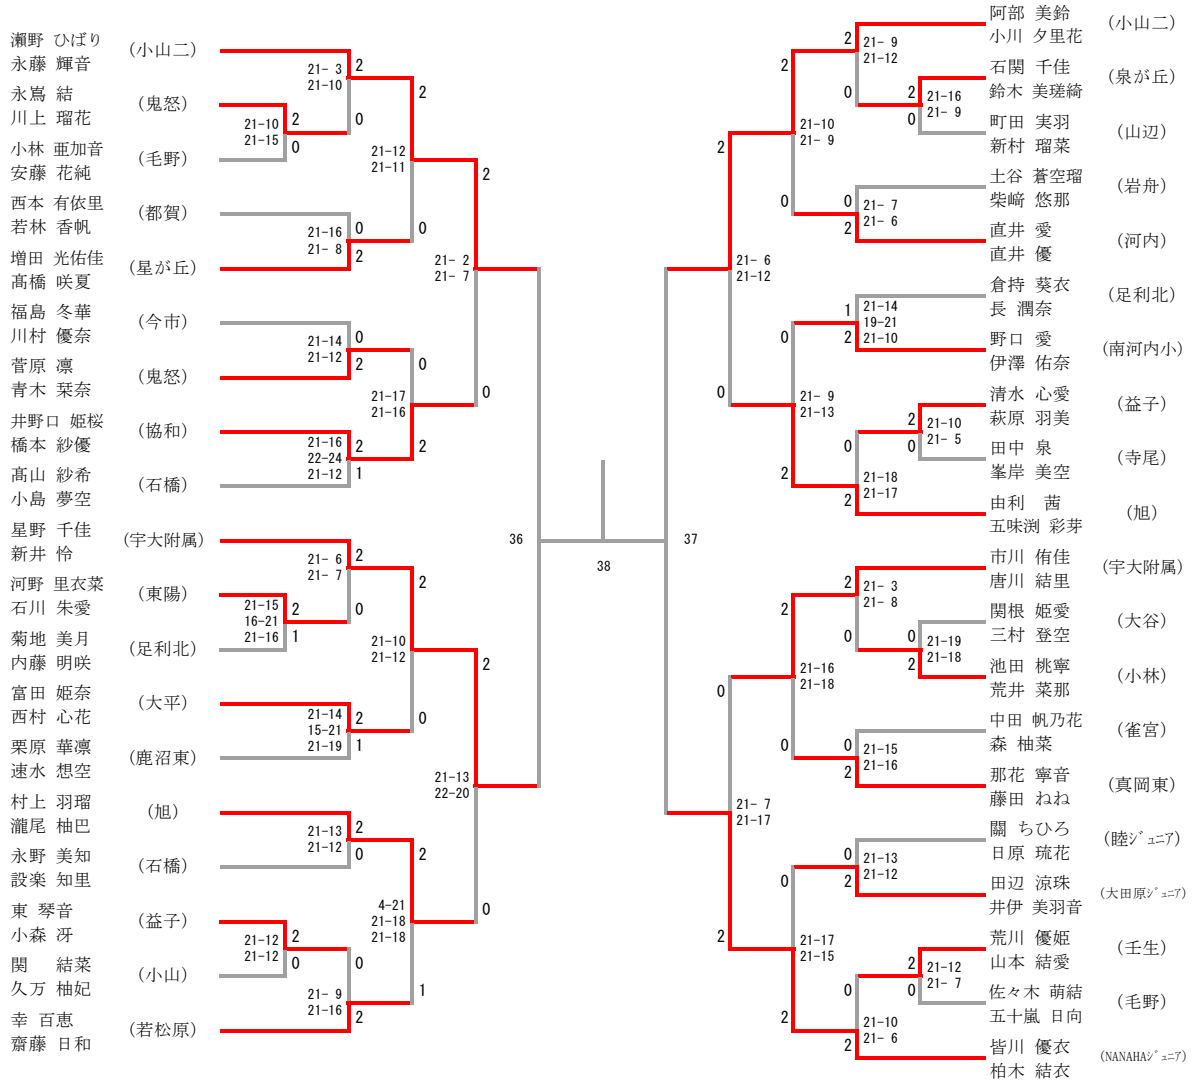 瀨野 ひばり
永藤 輝音
(小山二)
永嶌 結
川上 瑠花
(鬼怒)
小林 亜加音
安藤 花純
(毛野)
西本 有依里
若林 香帆
(都賀)
増田 光佑佳
髙橋 咲夏
(星が丘)
福島 冬華
川村 優奈
(今市)
菅原 凛
青木 栞奈
(鬼怒)
井野口 姫桜
橋本 紗優
(協和)
髙山 紗希
小島 夢空
(石橋)
星野 千佳
新井 怜
(宇大附属)
河野 里衣菜
石川 朱愛
(東陽)
菊地 美月
内藤 明咲
(足利北)
富田 姫奈
西村 心花
(大平)
栗原 華凛
速水 想空
(鹿沼東)
村上 羽瑠
瀧尾 柚巴
(旭)
永野 美知
設楽 知里
(石橋)
東 琴音
小森 冴
(益子)
関 結菜
久万 柚妃
(小山)
幸 百恵
齋藤 日和
(若松原)
21- 3
21-10
2
0
21-10
21-15
2
0
2
0
21-12
21-11
21-16
21- 8
0
2
2
0
21- 2
21- 7
21-14
21-12
0
2
0
2
21-17
21-16
21-16
22-24
21-12
2
1
21- 6
21- 7
2
0
21-15
16-21
21-16
2
1
2
0
21-10
21-12
21-14
15-21
21-19
2
1
2
0
21-13
22-20
21-13
21-12
2
0
2
1
4-21
21-18
21-18
21-12
21-12
2
0
21- 9
21-16
0
2
36
38
37
阿部 美鈴
小川 夕里花
(小山二)
石関 千佳
鈴木 美瑳綺
(泉が丘)
町田 実羽
新村 瑠菜
(山辺)
土谷 蒼空瑠
柴﨑 悠那
(岩舟)
直井 愛
直井 優
(河内)
倉持 葵衣
長 潤奈
(足利北)
野口 愛
伊澤 佑奈
(南河内小)
清水 心愛
萩原 羽美
(益子)
田中 泉
峯岸 美空
(寺尾)
由利 茜
五味渕 彩芽
(旭)
市川 侑佳
唐川 結里
(宇大附属)
関根 姫愛
三村 登空
(大谷)
池田 桃寧
荒井 菜那
(小林)
中田 帆乃花
森 柚菜
(雀宮)
那花 寧音
藤田 ねね
(真岡東)
關 ちひろ
日原 琉花
(睦ジュニア)
田辺 涼珠
井伊 美羽音
(大田原ジュニア)
荒川 優姫
山本 結愛
(壬生)
佐々木 萌結
五十嵐 日向
(毛野)
皆川 優衣
柏木 結衣
(NANAHAジュニア)
2
0
21- 9
21-12
2
0
21-16
21- 9
2
0
21-10
21- 9
0
2
21- 7
21- 6
2
0
21- 6
21-12
1
2
21-14
19-21
21-10
0
2
21- 9
21-13
2
0
21-10
21- 5
0
2
21-18
21-17
2
0
21- 3
21- 8
0
2
21-19
21-18
2
0
21-16
21-18
0
2
21-15
21-16
0
2
21- 7
21-17
0
2
21-13
21-12
0
2
21-17
21-15
2
0
21-12
21- 7
0
2
21-10
21- 6